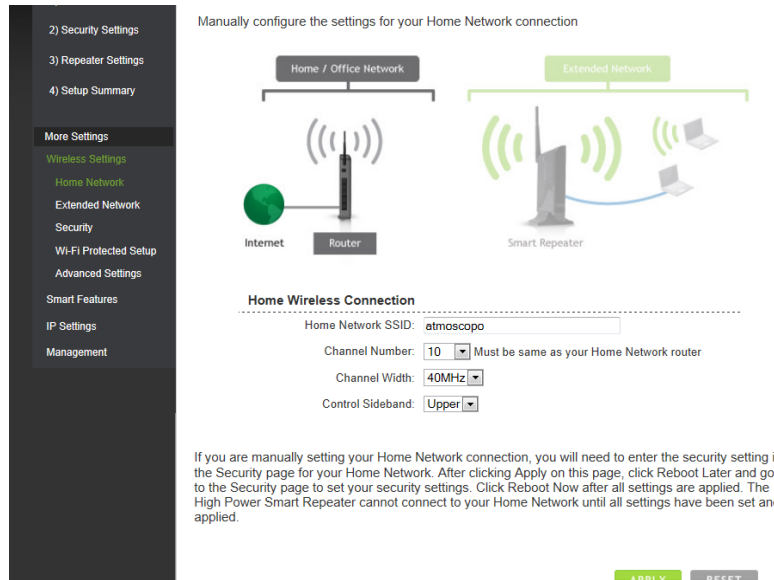 2) Security Settings
3) Repeater Settings
4) Setup Summary
More Settings
Wireless Settings
Home Network
Extended Network
Security
Wi-Fi Protected Setup
Advanced Settings
Smart Features
IP Settings
Management
Manually configure the settings for your Home Network connection
Home / Office Network
Extended Network
Internet
Router
Smart Repeater
Home Wireless Connection
Home Network SSID: atmoscopo
Channel Number: 10 Must be same as your Home Network router
Channel Width: 40MHz
Control Sideband: Upper
If you are manually setting your Home Network connection, you will need to enter the security setting
the Security page for your Home Network. After clicking Apply on this page, click Reboot Later and go
to the Security page to set your security settings. Click Reboot Now after all settings are applied. The
High Power Smart Repeater cannot connect to your Home Network until all settings have been set and
applied.
APPLY RESET